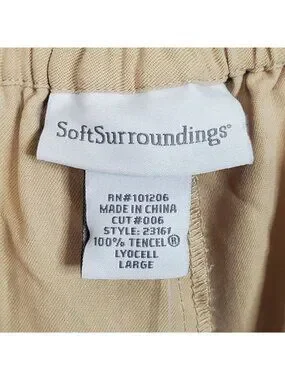 SoftSurroundings®
RN#101206
MADE IN CHINA
CUT#006
STYLE: 23161
100% TENCEL®
LYOCELL
LARGE